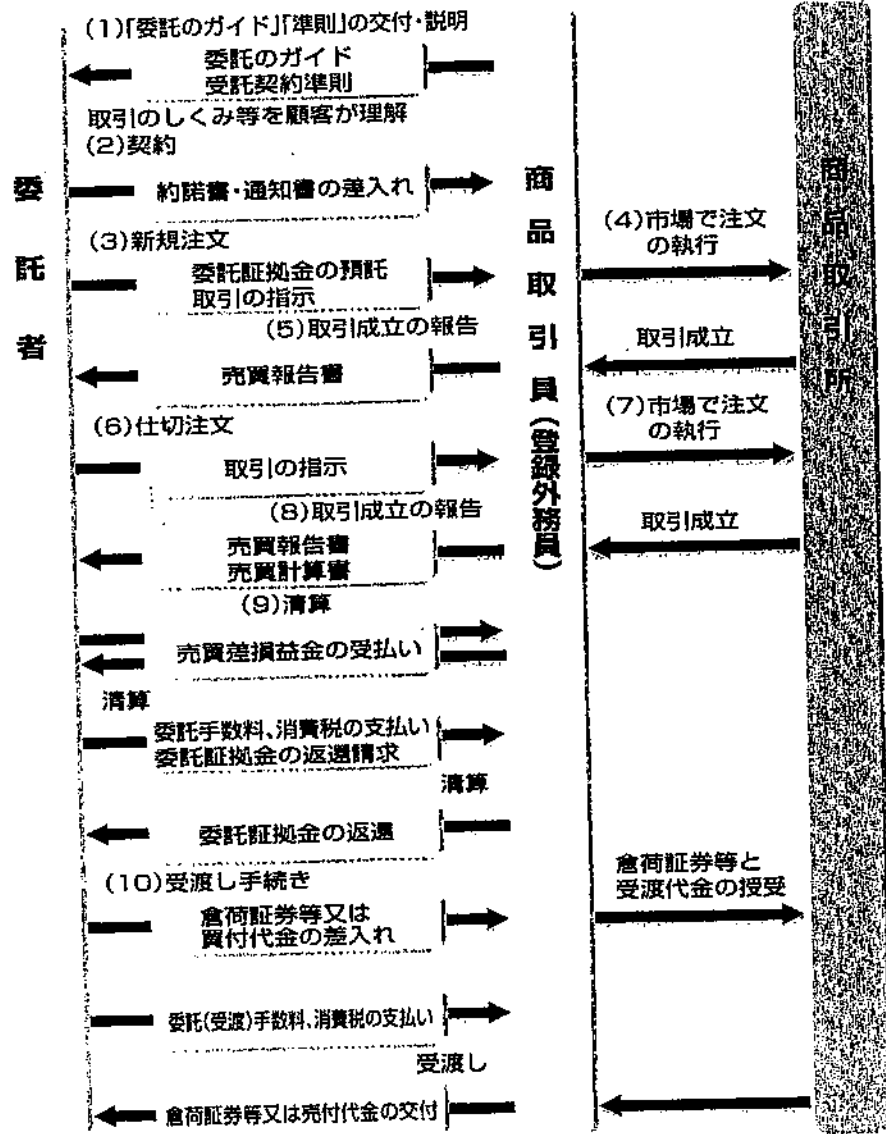 (1)「委託のガイド」「準則」の交付・説明
委託のガイド
受託契約準則
取引のしくみ等を顧客が理解
(2)契約
約諾書・通知書の差入れ
(3)新規注文
委託証拠金の預託
取引の指示
(4)市場で注文
の執行
(5)取引成立の報告
売買報告書
取引成立
(6)仕切注文
取引の指示
(7)市場で注文
の執行
(8)取引成立の報告
売買報告書
売買計算書
取引成立
(9)清算
売買差損益金の受払い
清算
委託手数料、消費税の支払い
委託証拠金の返還請求
清算
委託証拠金の返還
(10)受渡し手続き
倉荷証券等又は
買付代金の差入れ
倉荷証券等と
受渡代金の授受
委託(受渡)手数料、消費税の支払い
受渡し
倉荷証券等又は売付代金の交付
委託者
商品取引員(登録外務員)
商品取引所